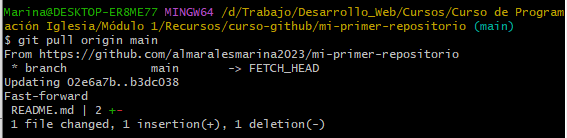 Marina@DESKTOP-ER8ME77 MINGW64 /d/Trabajo/Desarrollo_Web/Cursos/Curso de Program
ación Iglesia/Módulo 1/Recursos/curso-github/mi-primer-repositorio (main)
$ git pull origin main
From https://github.com/almaralesmarina2023/mi-primer-repositorio
 * branch            main       -> FETCH_HEAD
Updating 02e6a7b..b3dc038
Fast-forward
 README.md | 2 +-
 1 file changed, 1 insertion(+), 1 deletion(-)